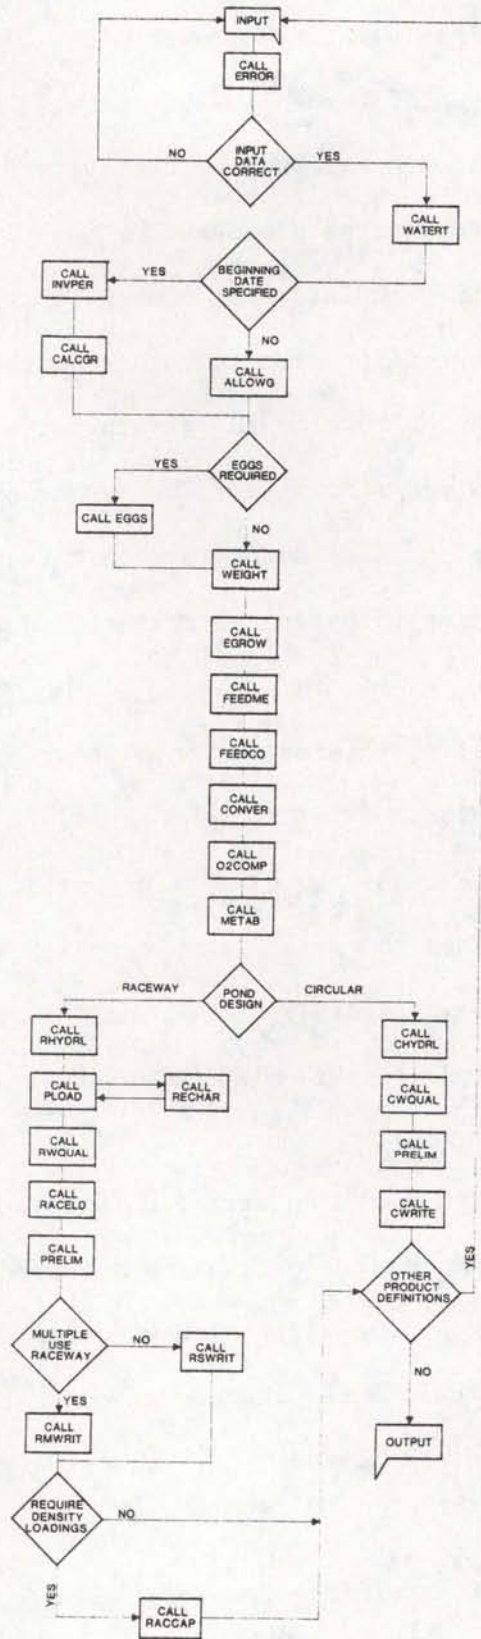 INPUT
CALL
ERROR
INPUT
DATA
CORRECT
NO
YES
CALL
WATERT
BEGINNING
DATE
SPECIFIED
YES
CALL
INVPER
CALL
CALCGR
NO
CALL
ALLOWG
EGGS
REQUIRED
YES
CALL EGGS
NO
CALL
WEIGHT
CALL
EGROW
CALL
FEEDME
CALL
FEEDCO
CALL
CONVER
CALL
O2COMP
CALL
METAB
RACEWAY
POND
DESIGN
CIRCULAR
CALL
RHYDRL
CALL
CHYDRL
CALL
PLOAD
CALL
RECHAR
CALL
CWQUAL
CALL
RWQUAL
CALL
PRELIM
CALL
RACELD
CALL
CWRITE
CALL
PRELIM
OTHER
PRODUCT
DEFINITIONS
YES
MULTIPLE
USE
RACEWAY
NO
CALL
RSWRIT
NO
YES
CALL
RMWRIT
OUTPUT
REQUIRE
DENSITY
LOADINGS
NO
YES
CALL
RACCAP